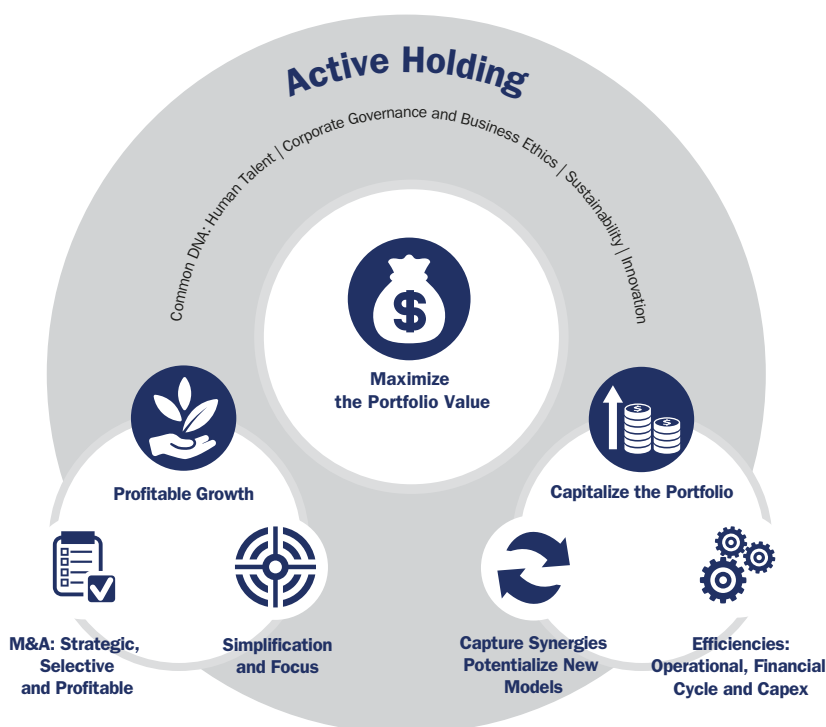 Active Holding
Common DNA: Human Talent | Corporate Governance and Business Ethics | Sustainability | Innovation
$
Maximize
the Portfolio Value
$
$
Profitable Growth
Capitalize the Portfolio
M&A: Strategic,
Selective
and Profitable
Simplification
and Focus
Capture Synergies
Potentialize New
Models
Efficiencies:
Operational, Financial
Cycle and Capex